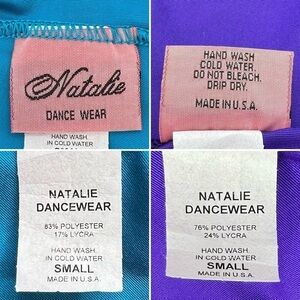 Natalie
DANCE WEAR
HAND WASH
IN COLD WATER
HAND WASH
COLD WATER.
DO NOT BLEACH.
DRIP DRY.
MADE IN U.S.A.
NATALIE
DANCEWEAR
83% POLYESTER
17% LYCRA
HAND WASH
IN COLD WATER
SMALL
MADE IN U.S.A.
NATALIE
DANCEWEAR
76% POLYESTER
24% LYCRA
HAND WASH
IN COLD WATER
SMALL
MADE IN U.S.A.